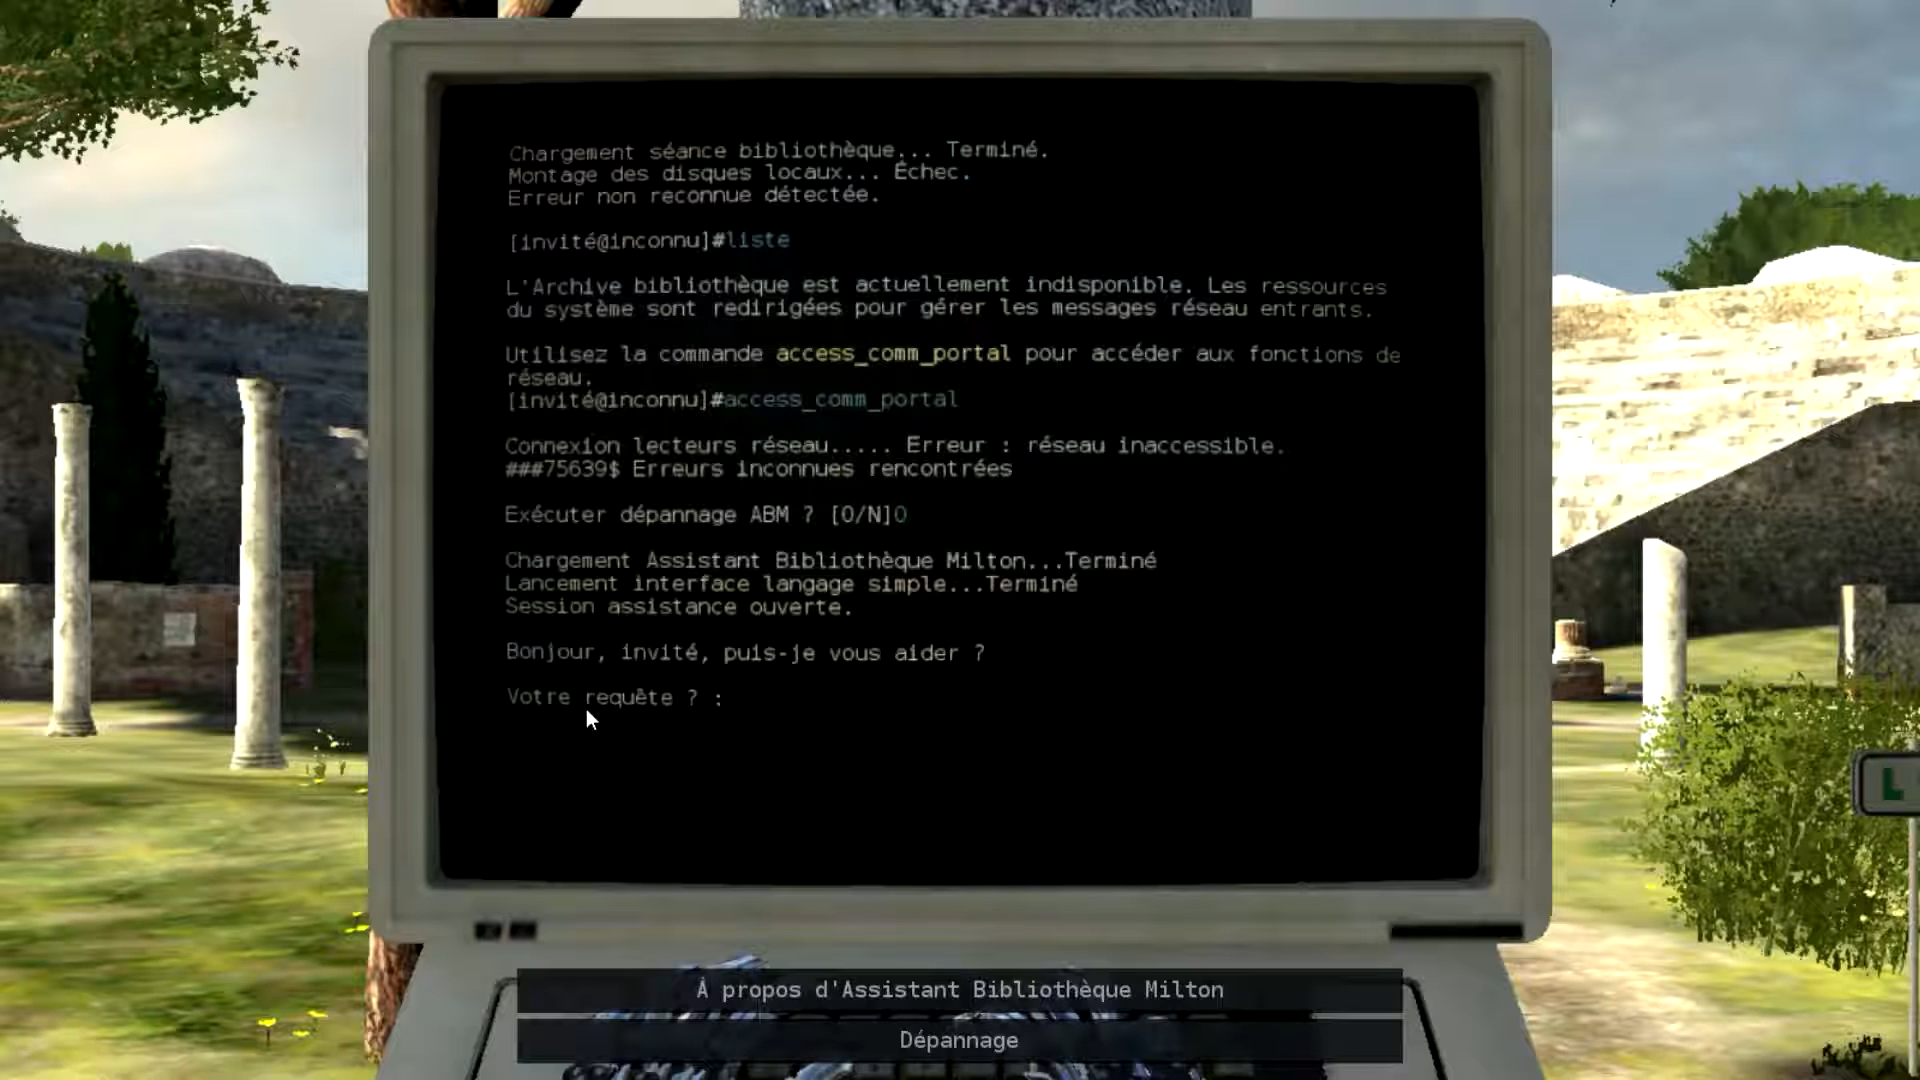 Chargement séance bibliothèque... Terminé.
Montage des disques locaux... Échec.
Erreur non reconnue détectée.
[invité@inconnu]#liste
L'Archive bibliothèque est actuellement indisponible. Les ressources
du système sont redirigées pour gérer les messages réseau entrants.
Utilisez la commande access_comm_portal pour accéder aux fonctions de
réseau.
[invité@inconnu]#access_comm_portal
Connexion lecteurs réseau..... Erreur : réseau inaccessible.
###75639$ Erreurs inconnues rencontrées
Exécuter dépannage ABM ? [O/N]O
Chargement Assistant Bibliothèque Milton...Terminé
Lancement interface langage simple...Terminé
Session assistance ouverte.
Bonjour, invité, puis-je vous aider ?
Votre requête ? :
L
À propos d'Assistant Bibliothèque Milton
Dépannage